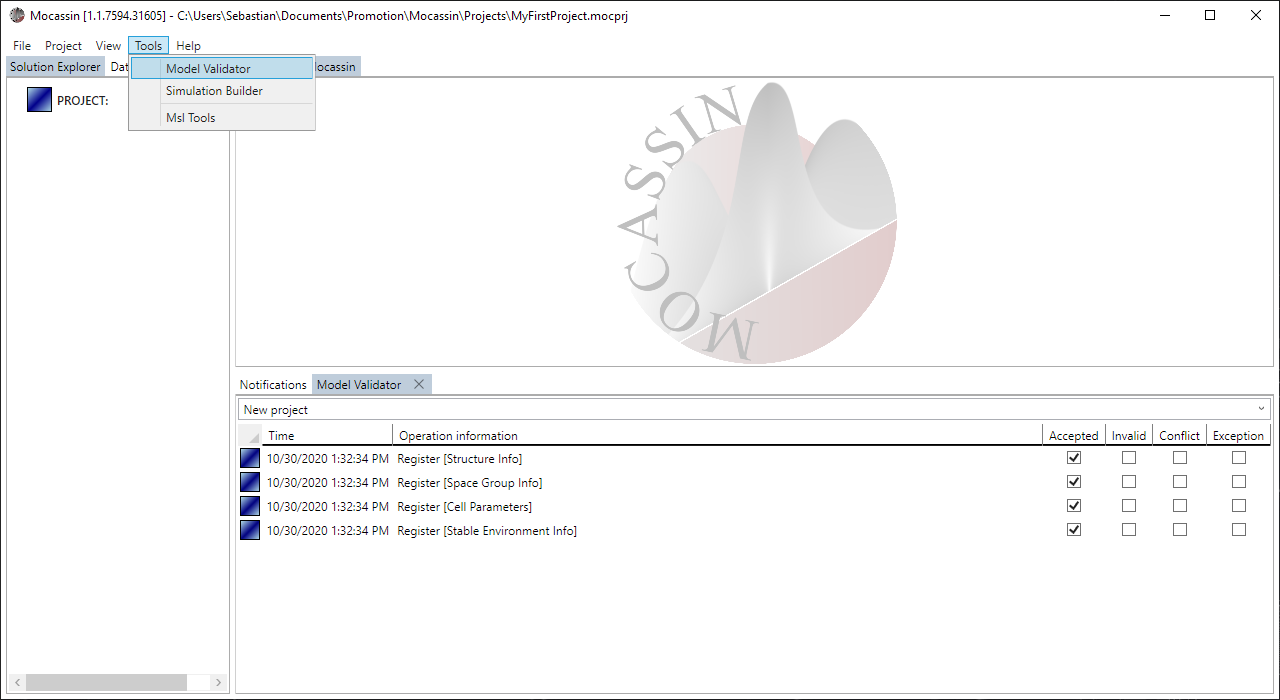 Mocassin [1.1.7594.31605] - C:\Users\Sebastian\Documents\Promotion\Mocassin\Projects\MyFirstProject.mocprj
File Project View Tools Help
Solution Explorer Dat ocassin
Model Validator
Simulation Builder
Msl Tools
PROJECT:
MOCASSIN
Notifications Model Validator
New project
Time Operation information Accepted Invalid Conflict Exception
10/30/2020 1:32:34 PM Register [Structure Info]
10/30/2020 1:32:34 PM Register [Space Group Info]
10/30/2020 1:32:34 PM Register [Cell Parameters]
10/30/2020 1:32:34 PM Register [Stable Environment Info]